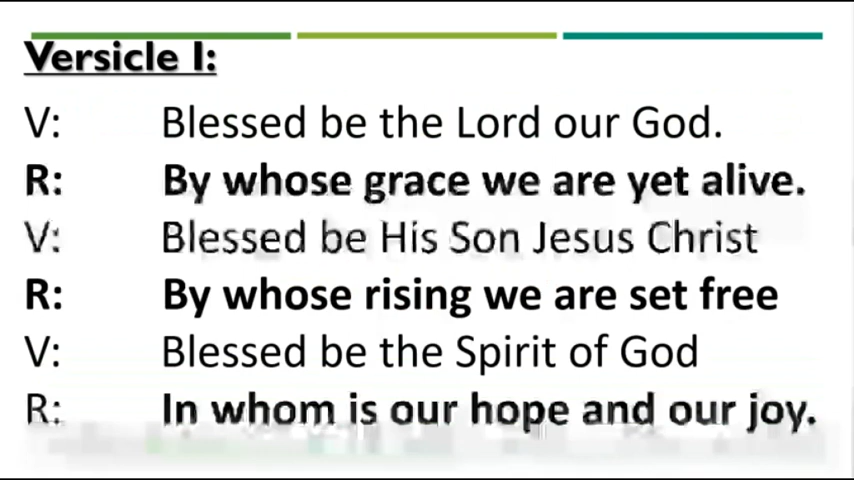 Versicle I:
V: Blessed be the Lord our God.
R: By whose grace we are yet alive.
V: Blessed be His Son Jesus Christ
R: By whose rising we are set free
V: Blessed be the Spirit of God
R: In whom is our hope and our joy.